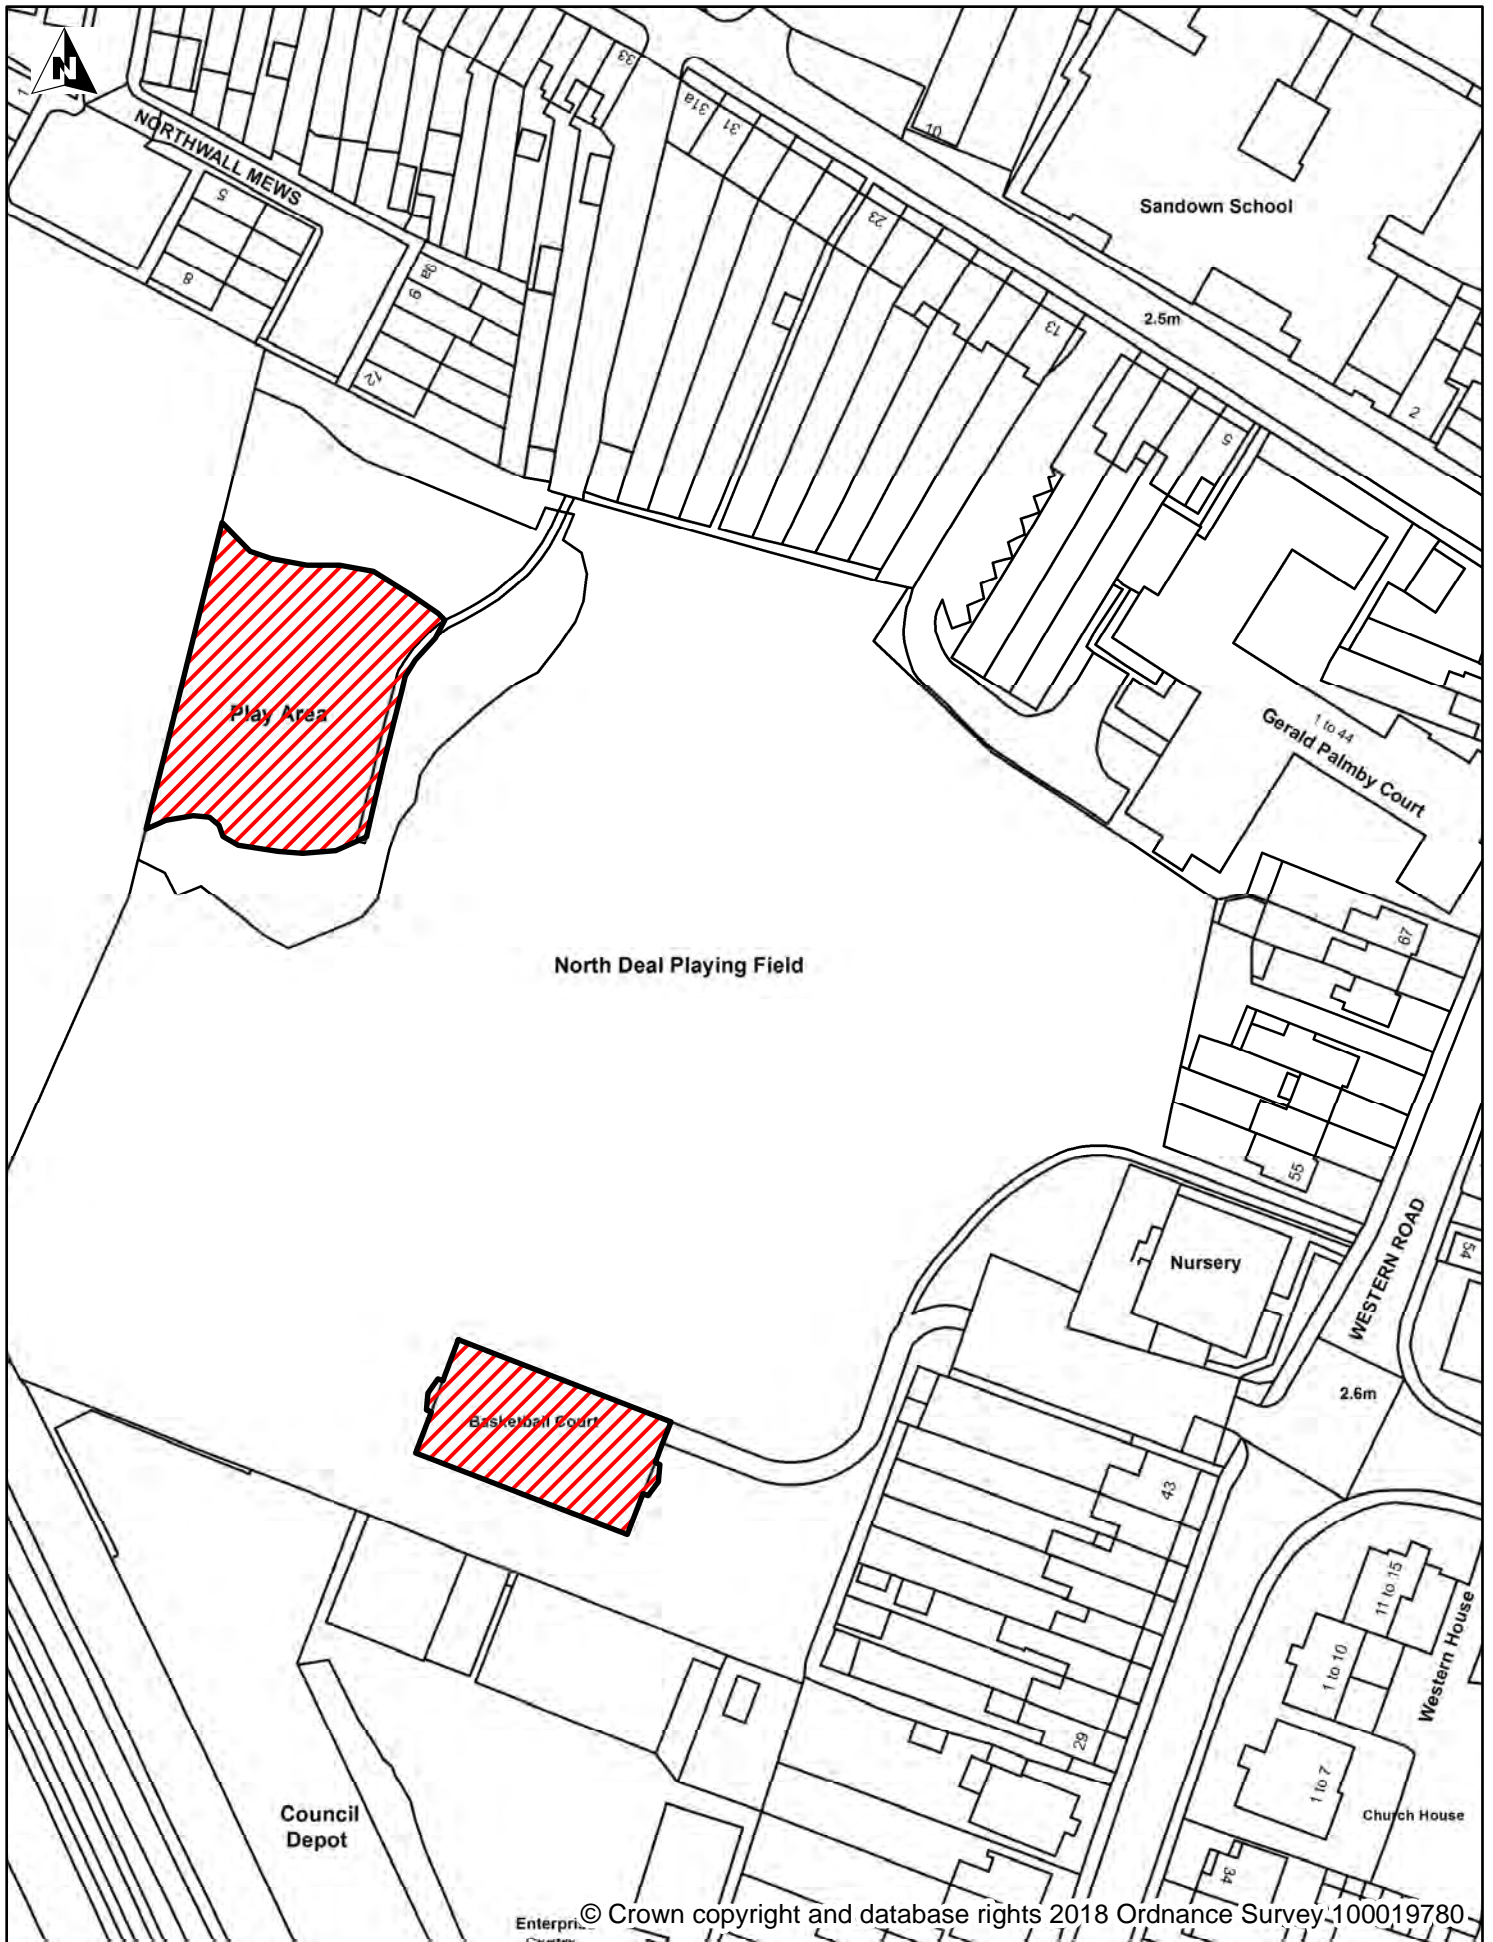 N
1
33
31a
31
10
NORTHWALL MEWS
Sandown School
5
23
8
9a
9
13
2.5m
12
2
5
Play Area
1 to 44
Gerald Palmby Court
67
North Deal Playing Field
55
WESTERN ROAD
54
Nursery
2.6m
Basketball Court
43
11 to 15
1 to 10
Western House
29
1 to 7
Council
Depot
Church House
34
© Crown copyright and database rights 2018 Ordnance Survey 100019780